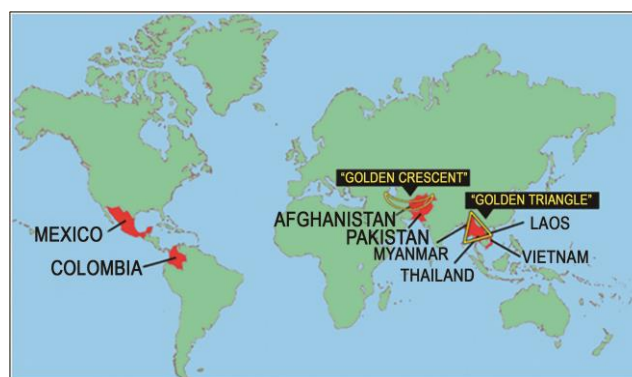 "GOLDEN CRESCENT"
"GOLDEN TRIANGLE"
AFGHANISTAN
LAOS
MEXICO
PAKISTAN
MYANMAR
VIETNAM
COLOMBIA
THAILAND